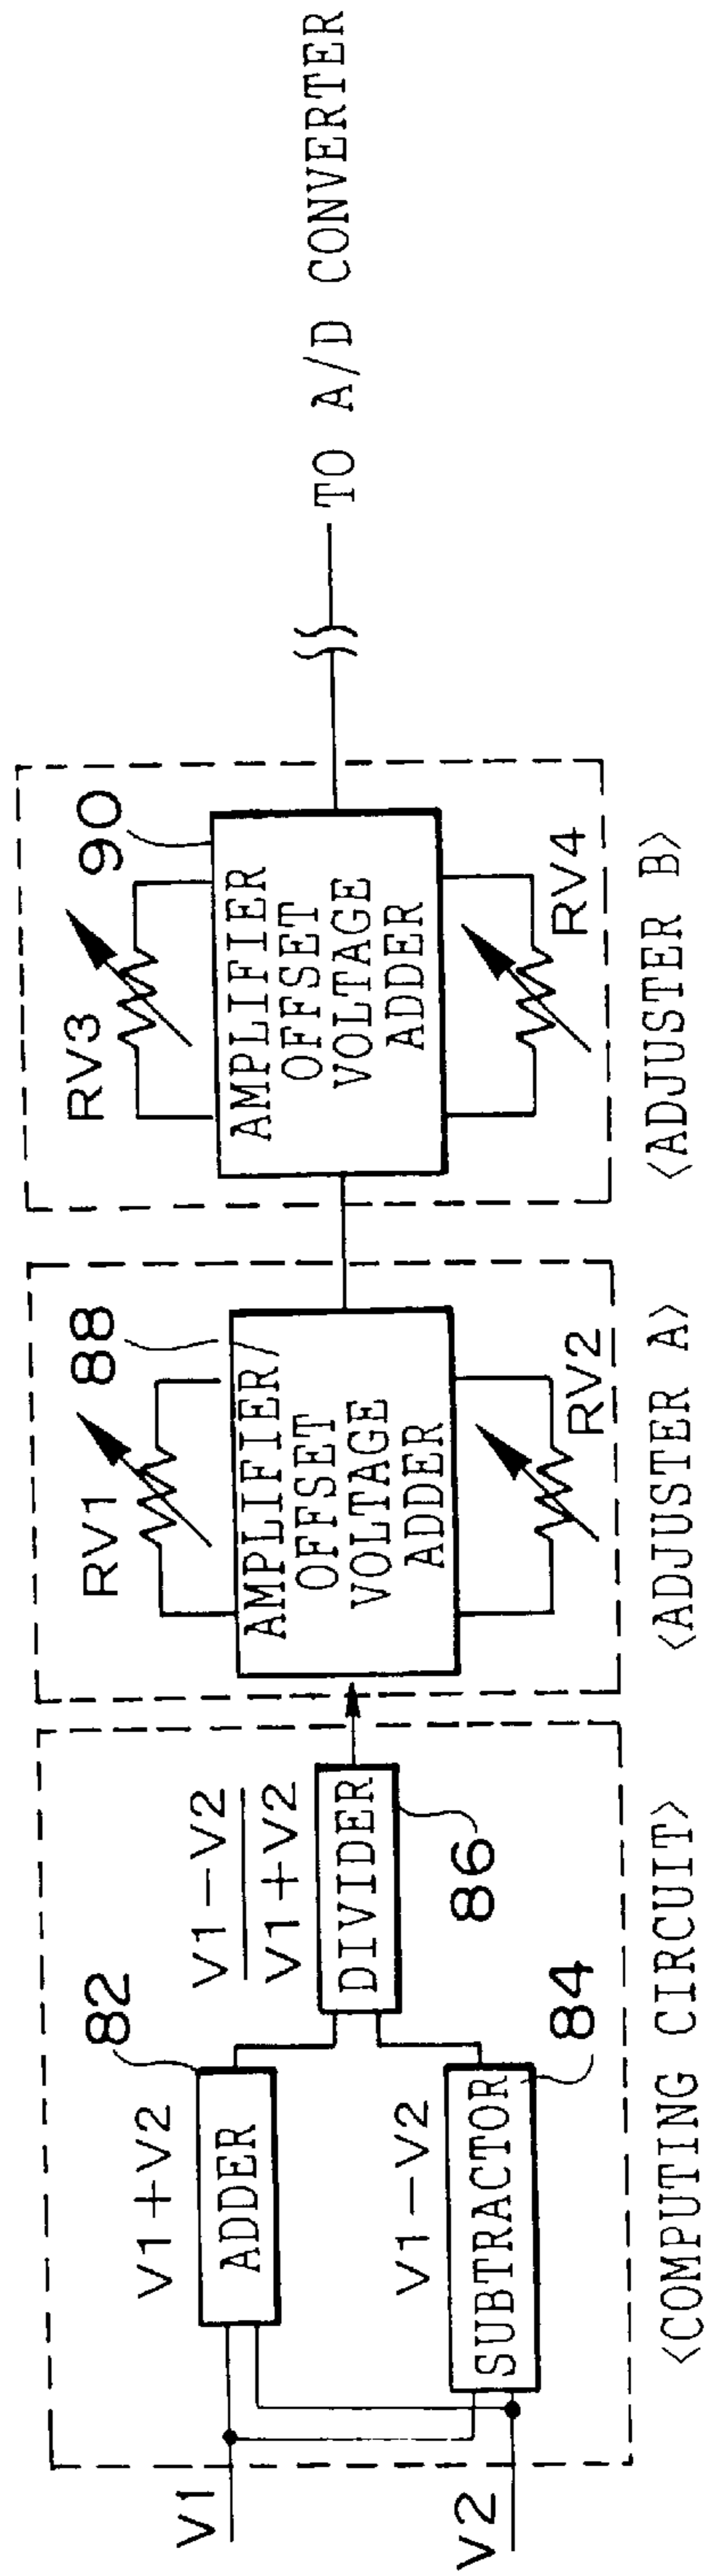 V1
V2
V1+V2
82
ADDER
V1-V2
SUBTRACTOR
84
V1-V2
V1+V2
DIVIDER
86
<COMPUTING CIRCUIT>
RV1
88
AMPLIFIER/
OFFSET
VOLTAGE
ADDER
RV2
<ADJUSTER A>
RV3
90
AMPLIFIER
OFFSET
VOLTAGE
ADDER
RV4
<ADJUSTER B>
TO A/D CONVERTER